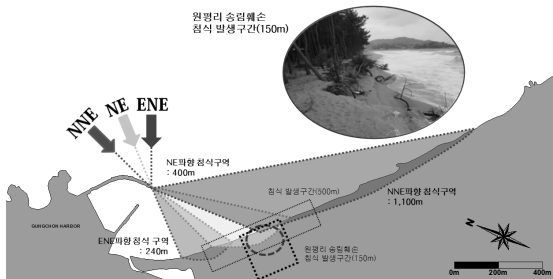 원평리 송림훼손
침식 발생구간(150m)
NNE
NE
ENE
NE파향 침식구역
: 400m
침식 발생구간(500m)
NNE파향 침식구역
: 1,100m
GUNGCHON HARBOR
ENE파향 침식 구역
: 240m
원평리 송림훼손
침식 발생구간(150m)
N
0m 200m 400m